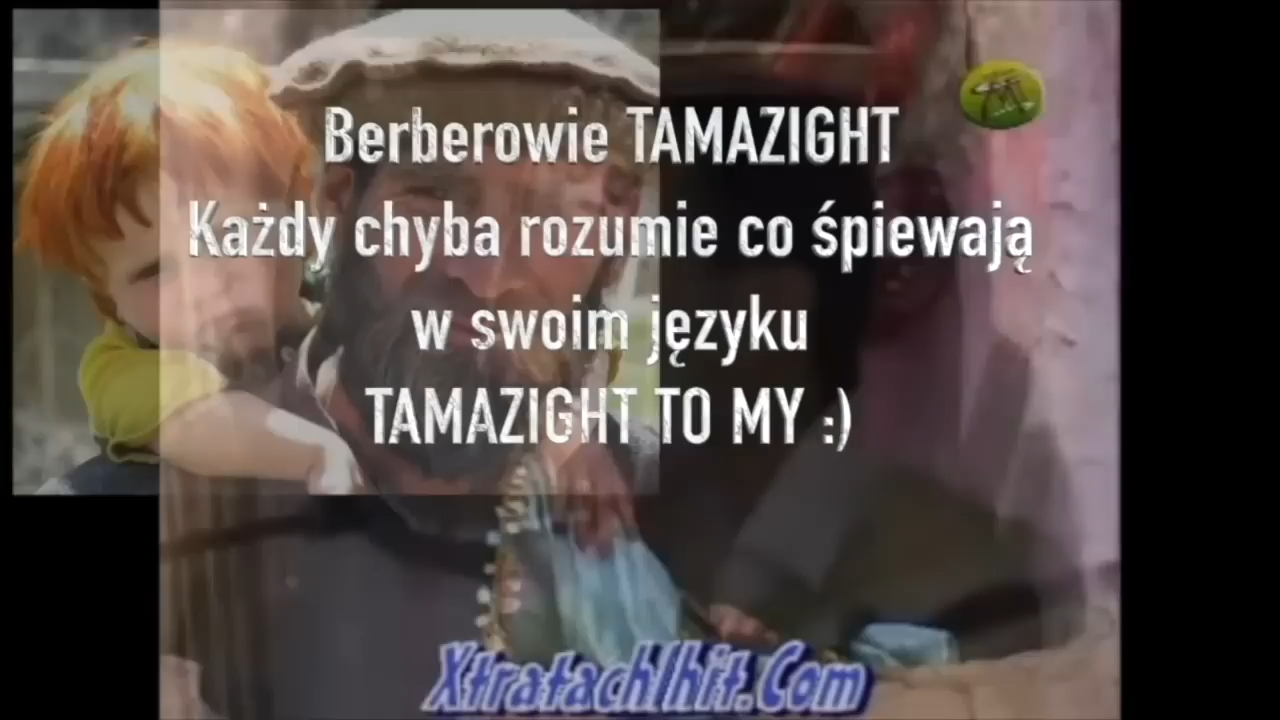 Berberowie TAMAZIGHT
Każdy chyba rozumie co śpiewają
w swoim języku
TAMAZIGHT TO MY :)
Xtratachlhit.Com